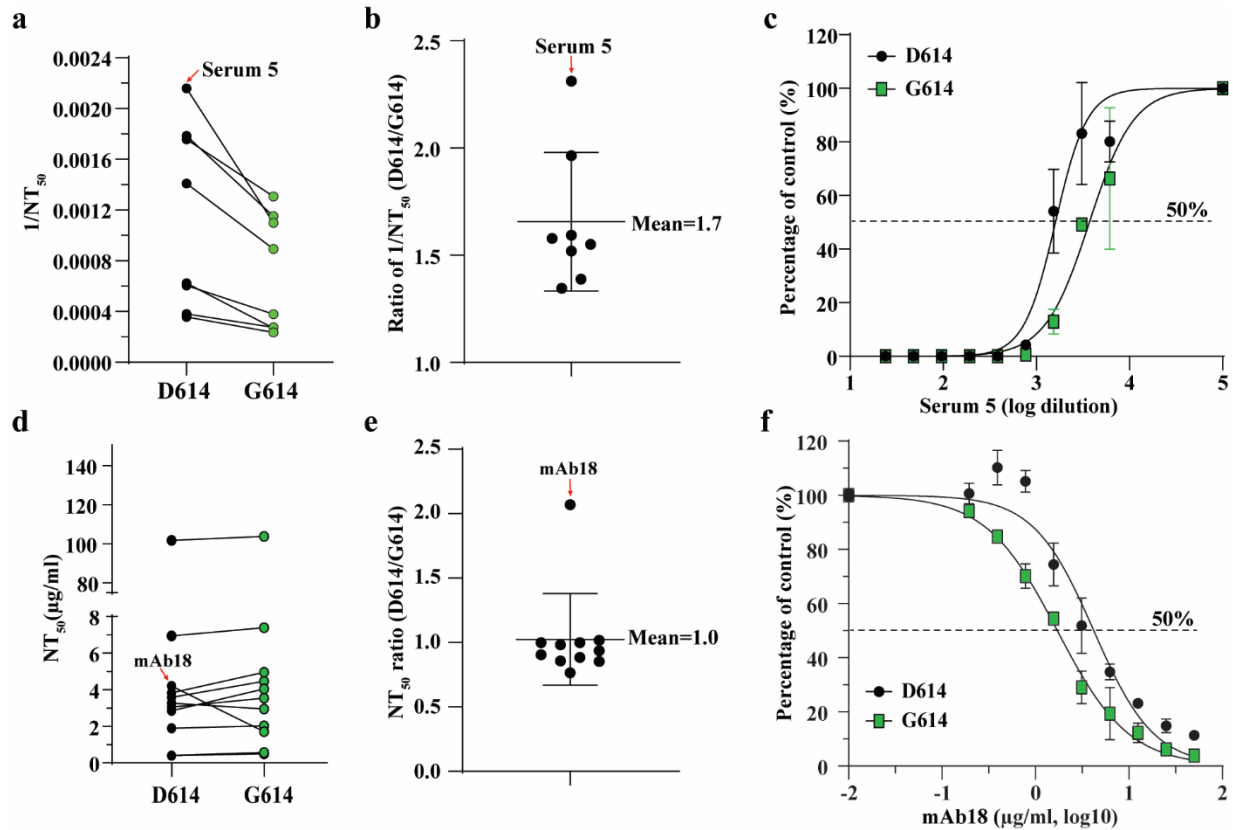 a
0.0024
0.0020
0.0016
0.0012
0.0008
0.0004
0.0000
1/NT50
Serum 5
D614 G614
b
2.5
2.0
1.5
1.0
Ratio of 1/NT50 (D614/G614)
Serum 5
Mean=1.7
c
120
100
80
60
40
20
0
Percentage of control (%)
D614
G614
50%
1 2 3 4 5
Serum 5 (log dilution)
d
140
120
100
80
8
6
4
2
0
NT50(μg/ml)
mAb18
D614 G614
e
2.5
2.0
1.5
1.0
0.5
0.0
NT50 ratio (D614/G614)
mAb18
Mean=1.0
f
120
100
80
60
40
20
0
Percentage of control (%)
50%
D614
G614
-2 -1 0 1 2
mAb18 (μg/ml, log10)